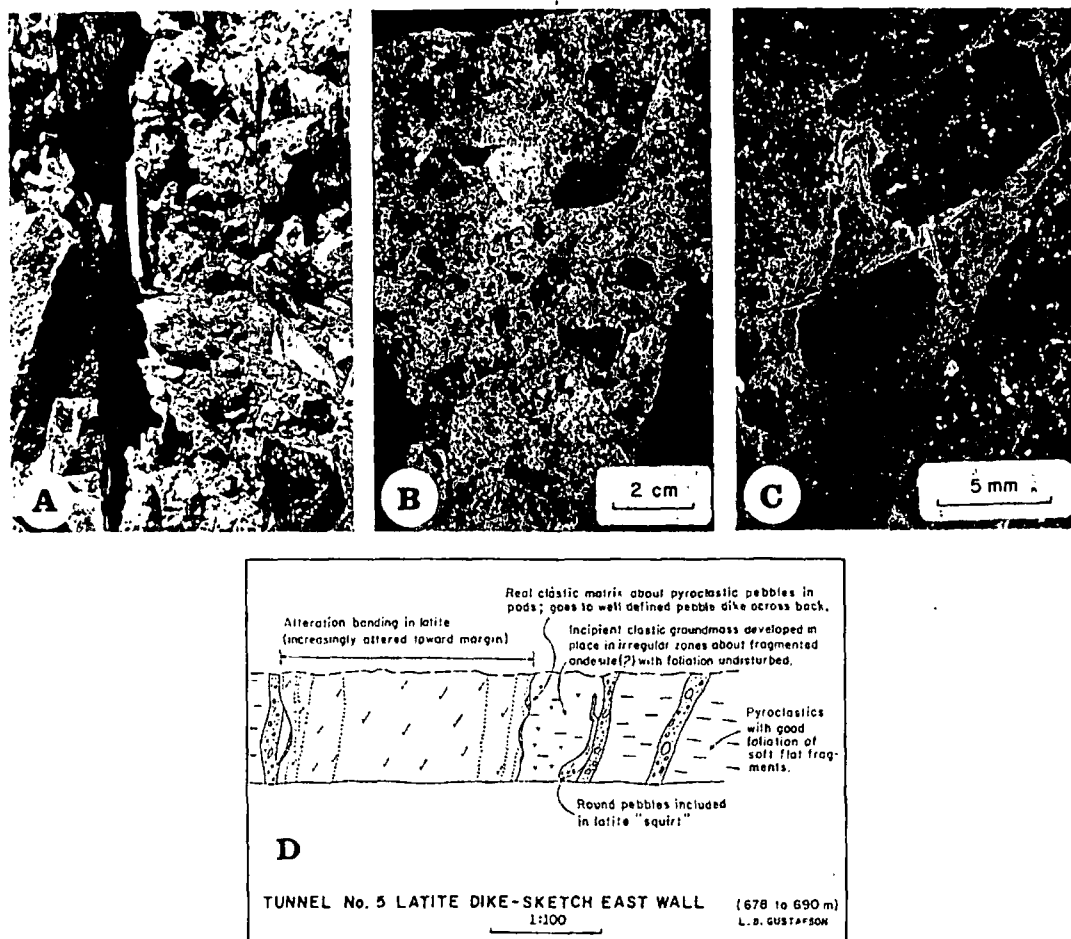 A
B
2 cm
C
5 mm
Real clastic matrix about pyroclastic pebbles in
pods; goes to well defined pebble dike across back.
Alteration banding in latite
(increasingly altered toward margin)
Incipient clastic groundmass developed in
place in irregular zones about fragmented
andesite(?) with foliation undisturbed.
Pyroclastics
with good
foliation of
soft flat frag-
ments.
Round pebbles included
in latite "squirt"
D
TUNNEL No. 5 LATITE DIKE-SKETCH EAST WALL
(678 to 690 m)
1:100
L.B. GUSTAFSON